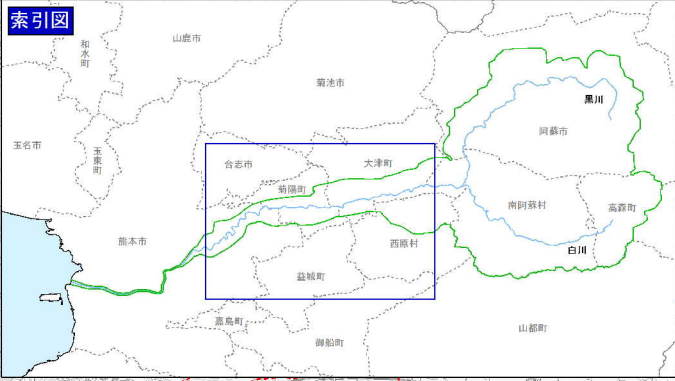 索引図
和水町
山鹿市
菊池市
黒川
玉名市
玉東町
合志市
大津町
阿蘇市
菊陽町
南阿蘇村
高森町
熊本市
西原村
白川
益城町
嘉島町
御船町
山都町